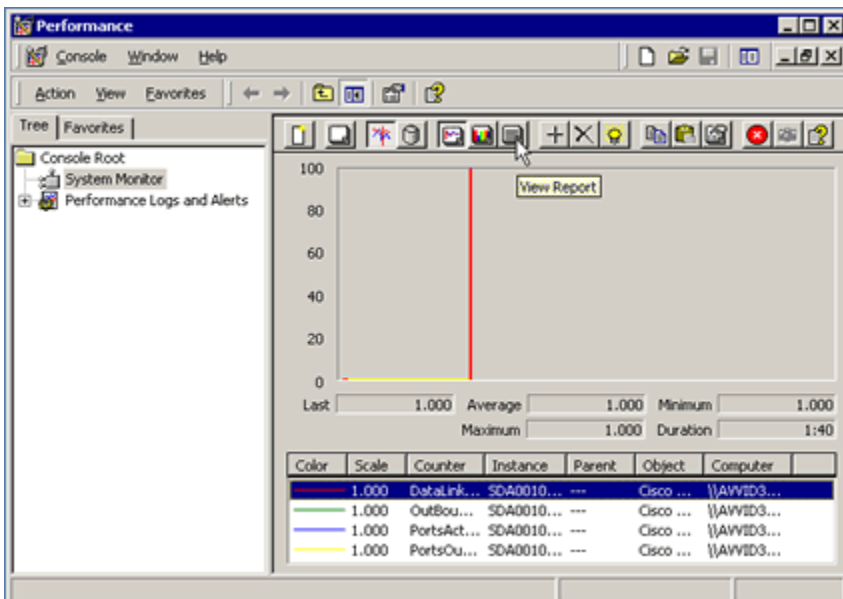 Performance
Console Window Help
Action View Favorites
Tree Favorites
Console Root
System Monitor
Performance Logs and Alerts
View Report
100
80
60
40
20
0
Last 1.000 Average 1.000 Minimum 1.000
Maximum 1.000 Duration 1:40
Color Scale Counter Instance Parent Object Computer
1.000 DataLink... SDA0010... --- Cisco ... \\AVVID3...
1.000 OutBou... SDA0010... --- Cisco ... \\AVVID3...
1.000 PortsAct... SDA0010... --- Cisco ... \\AVVID3...
1.000 PortsOu... SDA0010... --- Cisco ... \\AVVID3...